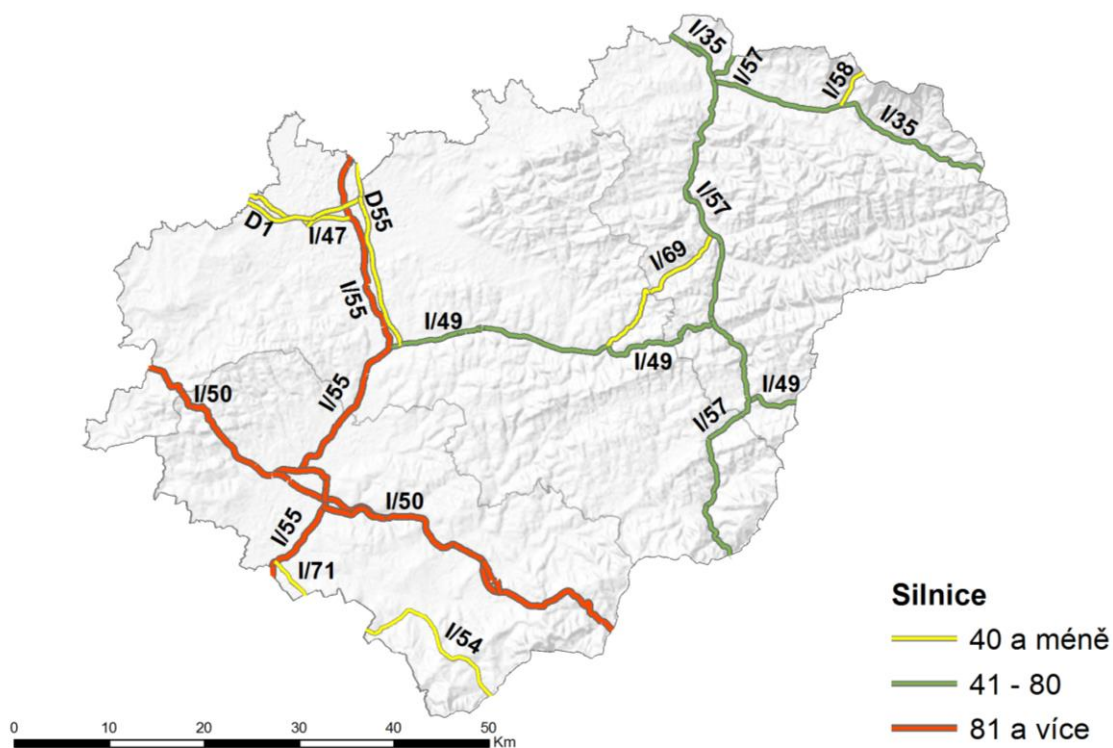 I/35
I/57
I/58
I/35
D1
I/47
D55
I/57
I/69
I/55
I/49
I/49
I/49
I/50
I/55
I/57
I/50
I/55
I/71
I/54
Silnice
40 a méně
41 - 80
81 a více
0 10 20 30 40 50
Km